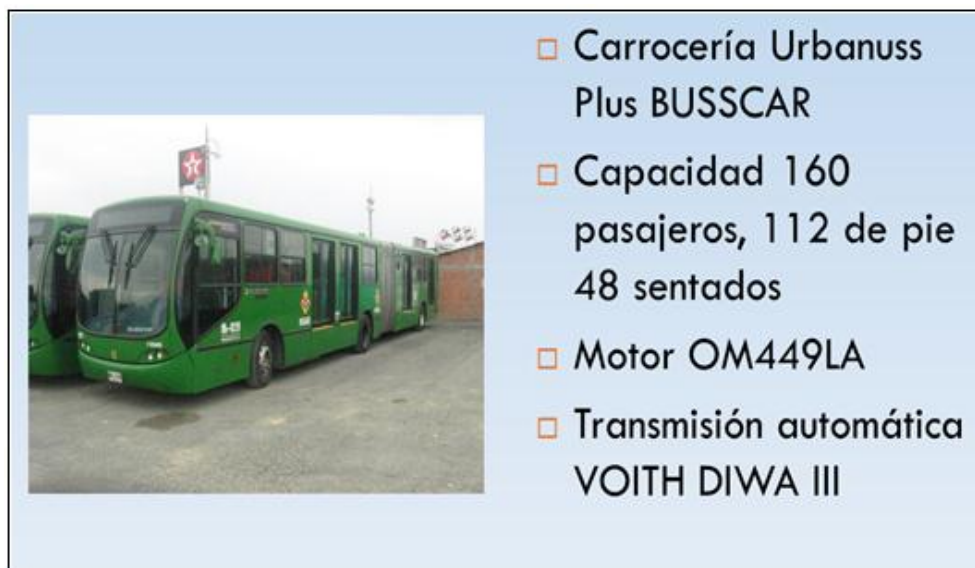 Carrocería Urbanuss
Plus BUSSCAR
Capacidad 160
pasajeros, 112 de pie
48 sentados
Motor OM449LA
Transmisión automática
VOITH DIWA III